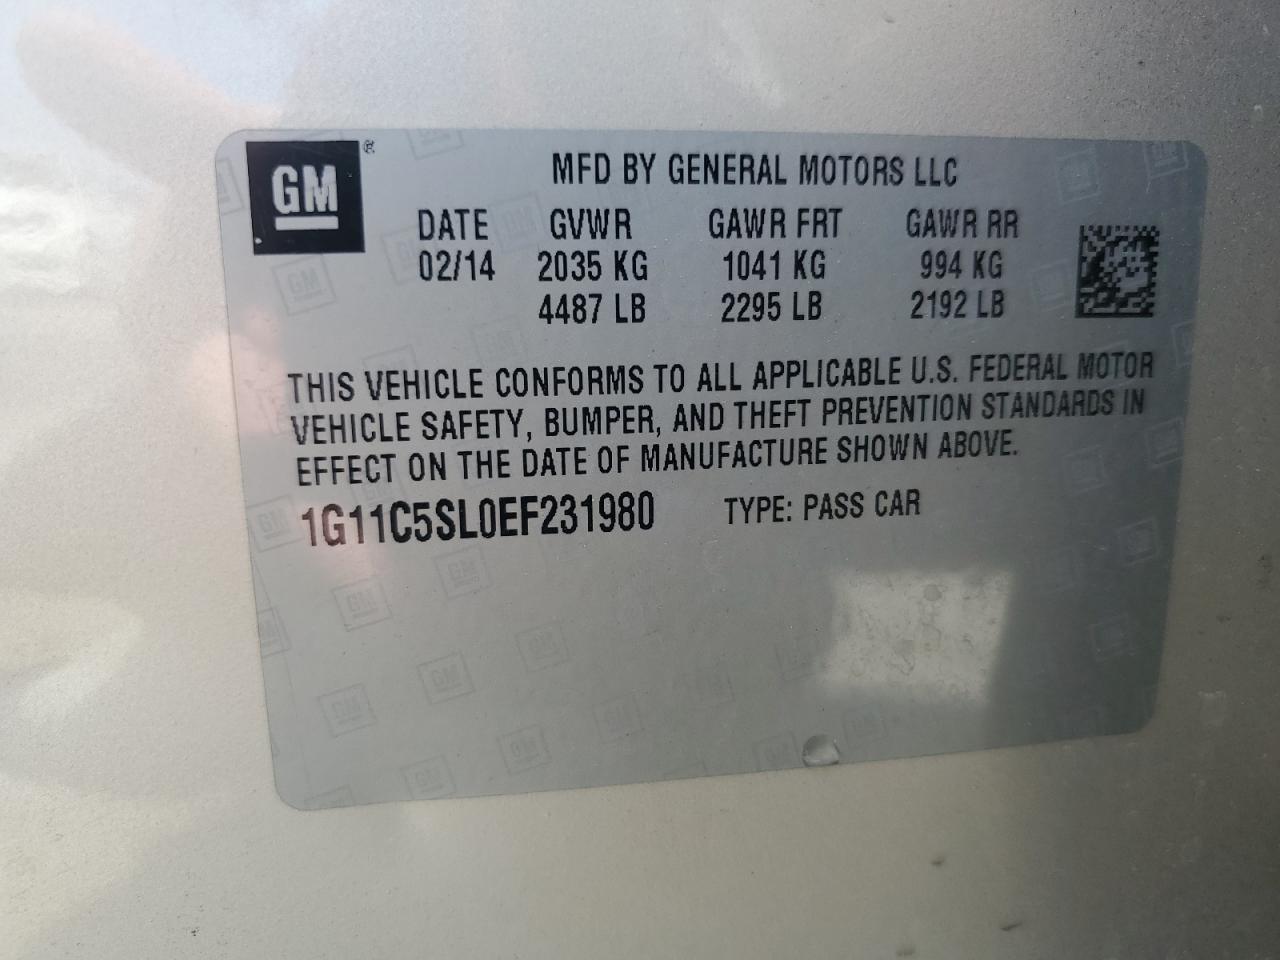 GM
MFD BY GENERAL MOTORS LLC
DATE GVWR GAWR FRT GAWR RR
02/14 2035 KG 1041 KG 994 KG
4487 LB 2295 LB 2192 LB
THIS VEHICLE CONFORMS TO ALL APPLICABLE U.S. FEDERAL MOTOR
VEHICLE SAFETY, BUMPER, AND THEFT PREVENTION STANDARDS IN
EFFECT ON THE DATE OF MANUFACTURE SHOWN ABOVE.
1G11C5SL0EF231980 TYPE: PASS CAR